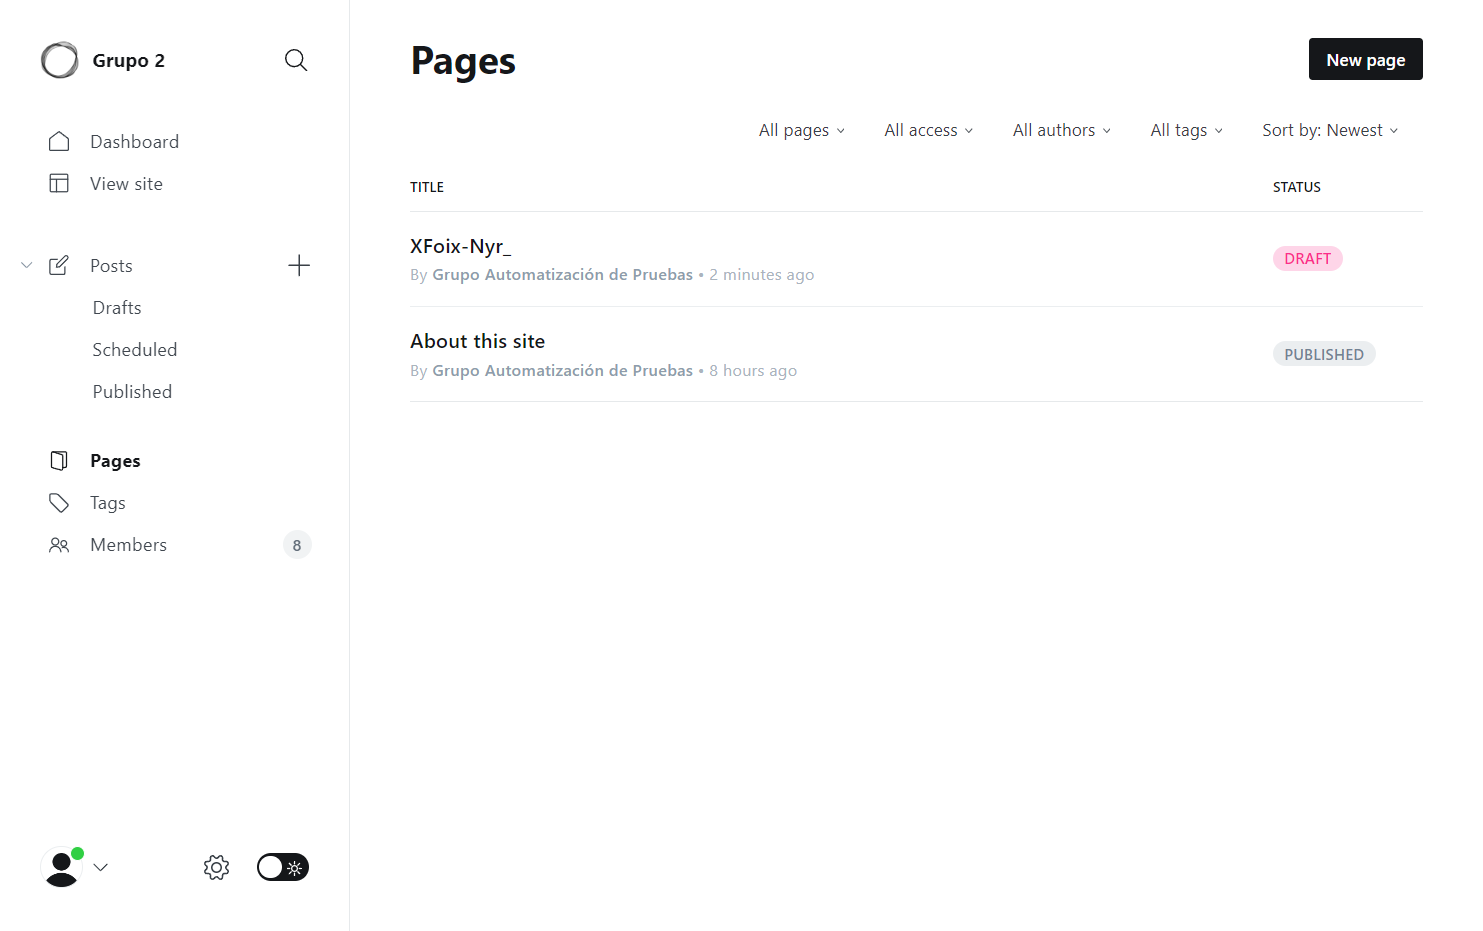 Grupo 2
Dashboard
View site
Posts
Drafts
Scheduled
Published
Pages
Tags
Members 8
Pages
New page
All pages All access All authors All tags Sort by: Newest
TITLE STATUS
XFoix-Nyr_
By Grupo Automatización de Pruebas • 2 minutes ago
DRAFT
About this site
By Grupo Automatización de Pruebas • 8 hours ago
PUBLISHED